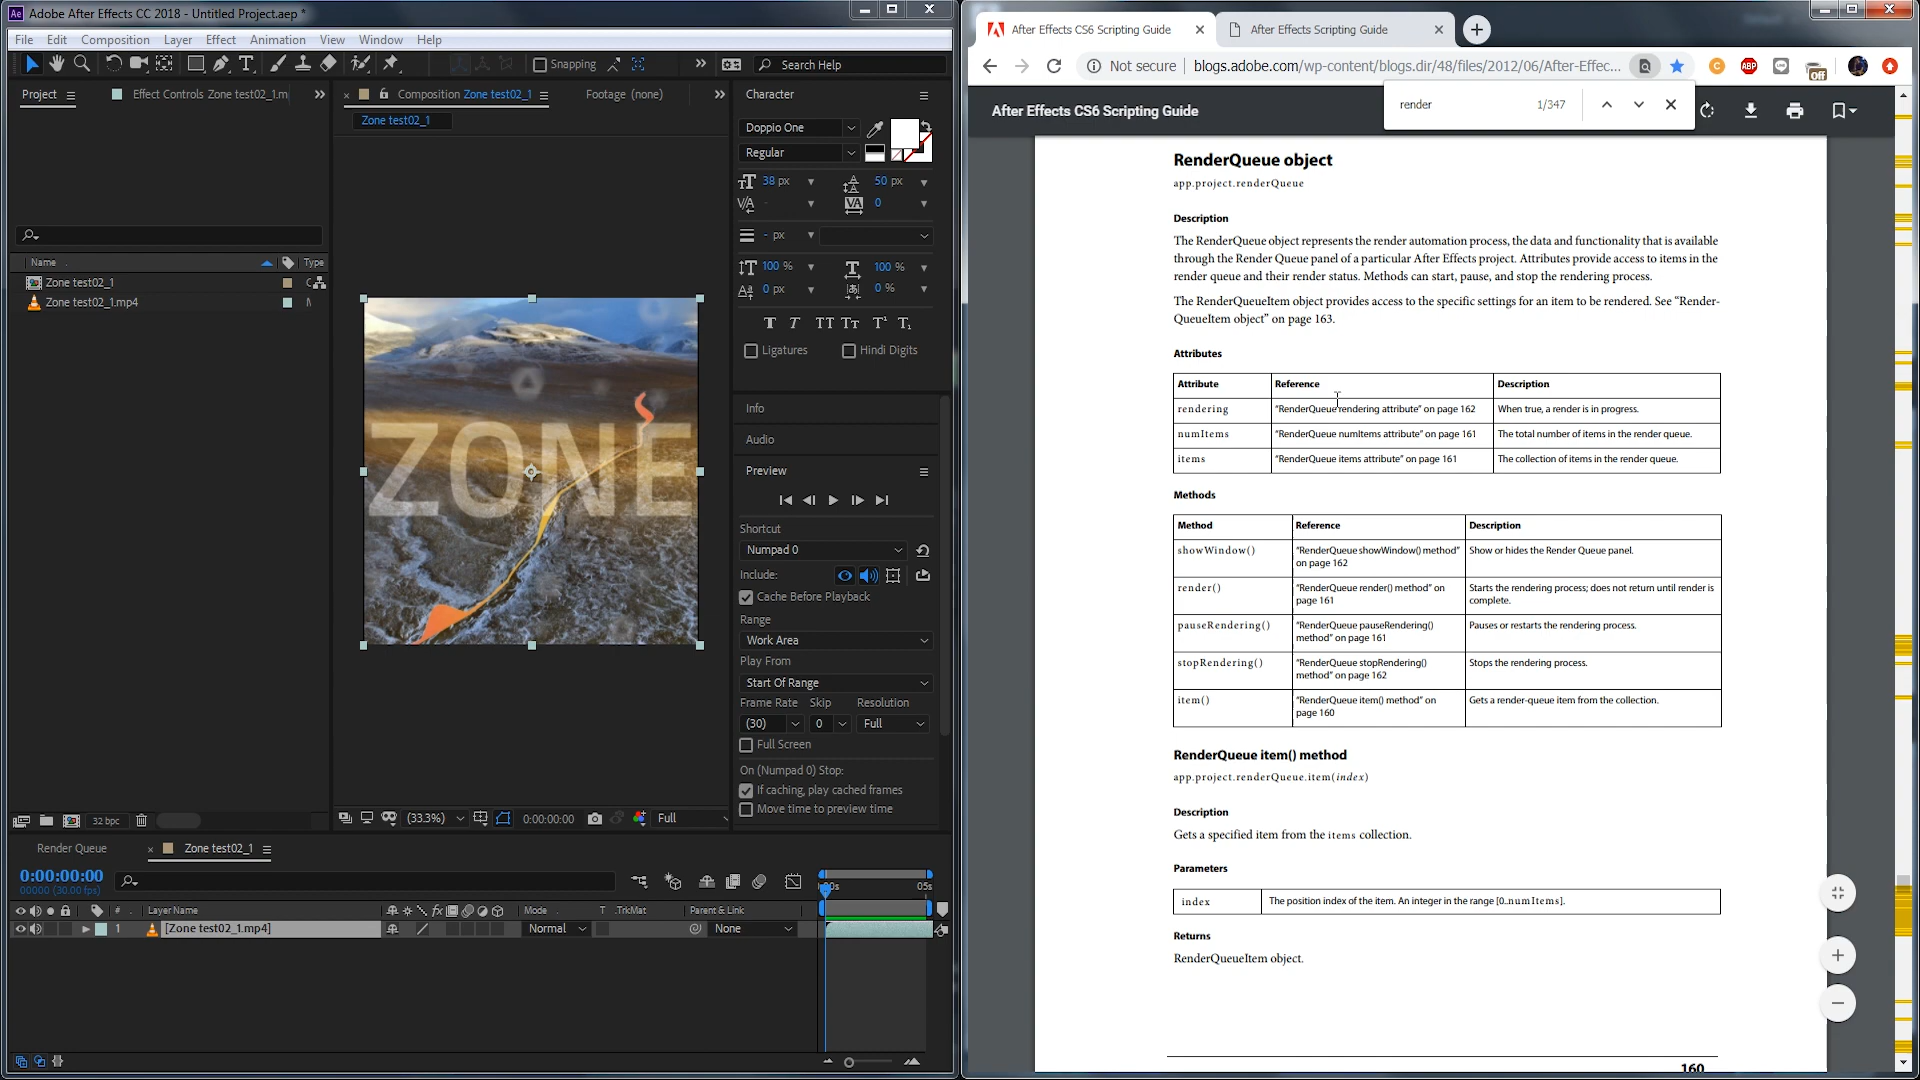 Adobe After Effects CC 2018 - Untitled Project.aep *
File Edit Composition Layer Effect Animation View Window Help
Snapping
Search Help
Project
Effect Controls Zone test02_1.m
Composition Zone test02_1
Footage (none)
Zone test02_1
Name
Type
Zone test02_1
Zone test02_1.mp4
ZONE
Character
Doppio One
Regular
38 px
50 px
0
- px
100 %
100 %
0 px
0 %
Ligatures
Hindi Digits
Info
Audio
Preview
Shortcut
Numpad 0
Include:
Cache Before Playback
Range
Work Area
Play From
Start Of Range
Frame Rate Skip Resolution
(30) 0 Full
Full Screen
On (Numpad 0) Stop:
If caching, play cached frames
Move time to preview time
32 bpc
(33.3%)
0:00:00:00
Full
Render Queue
Zone test02_1
0:00:00:00
00000 (30.00 fps)
05s
# Layer Name Mode T .TrkMat Parent & Link
1 [Zone test02_1.mp4] Normal None
After Effects CS6 Scripting Guide
After Effects Scripting Guide
Not secure | blogs.adobe.com/wp-content/blogs.dir/48/files/2012/06/After-Effec...
ABP
Off
render 1/347
After Effects CS6 Scripting Guide
RenderQueue object
app.project.renderQueue
Description
The RenderQueue object represents the render automation process, the data and functionality that is available
through the Render Queue panel of a particular After Effects project. Attributes provide access to items in the
render queue and their render status. Methods can start, pause, and stop the rendering process.
The RenderQueueItem object provides access to the specific settings for an item to be rendered. See “Render-
QueueItem object” on page 163.
Attributes
Attribute Reference Description
rendering “RenderQueue rendering attribute” on page 162 When true, a render is in progress.
numItems “RenderQueue numItems attribute” on page 161 The total number of items in the render queue.
items “RenderQueue items attribute” on page 161 The collection of items in the render queue.
Methods
Method Reference Description
showWindow() “RenderQueue showWindow() method” Show or hides the Render Queue panel.
on page 162
render() “RenderQueue render() method” on Starts the rendering process; does not return until render is
page 161 complete.
pauseRendering() “RenderQueue pauseRendering() Pauses or restarts the rendering process.
method” on page 161
stopRendering() “RenderQueue stopRendering() Stops the rendering process.
method” on page 162
item() “RenderQueue item() method” on Gets a render-queue item from the collection.
page 160
RenderQueue item() method
app.project.renderQueue.item(index)
Description
Gets a specified item from the items collection.
Parameters
index The position index of the item. An integer in the range [0..numItems].
Returns
RenderQueueItem object.
160